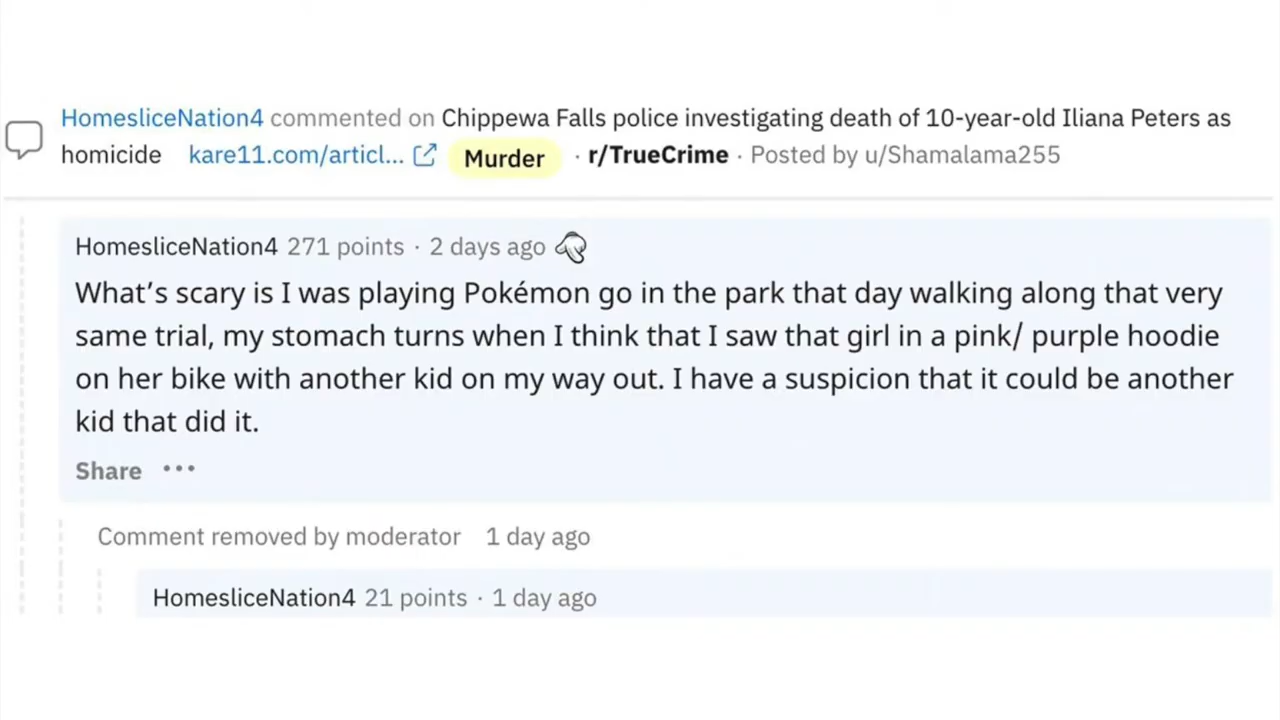 HomesliceNation4 commented on Chippewa Falls police investigating death of 10-year-old Iliana Peters as
homicide kare11.com/articl... Murder · r/TrueCrime · Posted by u/Shamalama255
HomesliceNation4 271 points · 2 days ago
What’s scary is I was playing Pokémon go in the park that day walking along that very
same trial, my stomach turns when I think that I saw that girl in a pink/ purple hoodie
on her bike with another kid on my way out. I have a suspicion that it could be another
kid that did it.
Share •••
Comment removed by moderator 1 day ago
HomesliceNation4 21 points · 1 day ago